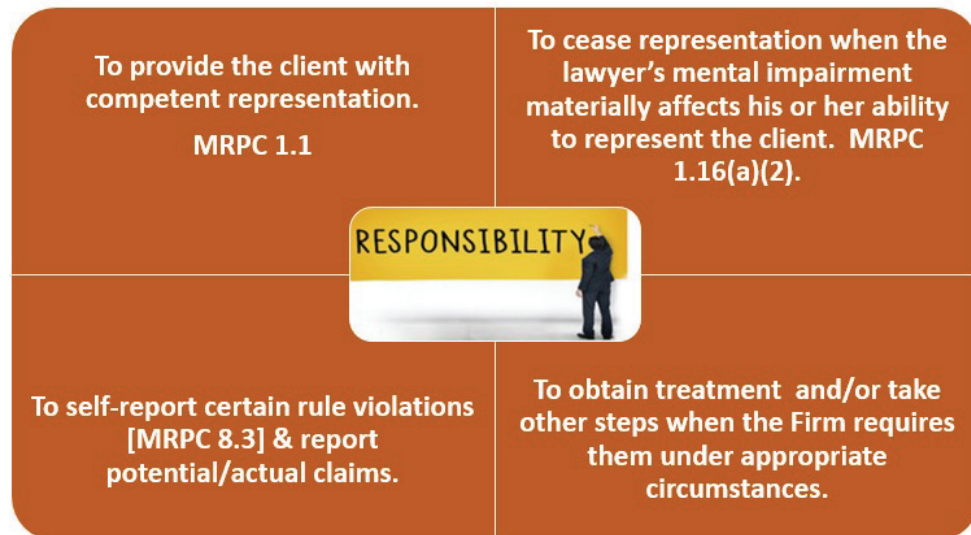 To provide the client with
competent representation.
MRPC 1.1
To cease representation when the
lawyer's mental impairment
materially affects his or her ability
to represent the client.  MRPC
1.16(a)(2).
RESPONSIBILITY
To self-report certain rule violations
[MRPC 8.3] & report
potential/actual claims.
To obtain treatment  and/or take
other steps when the Firm requires
them under appropriate
circumstances.